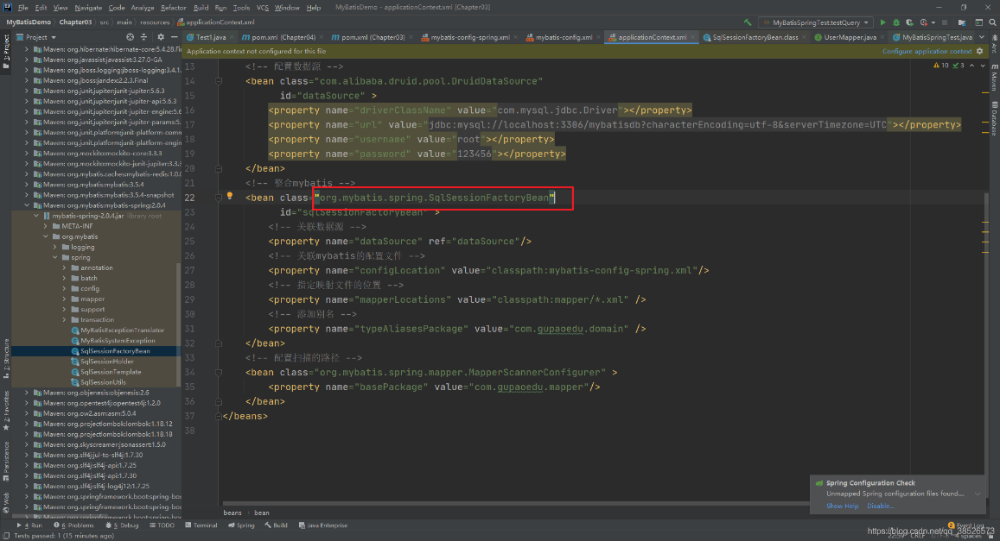 File Edit View Navigate Code Analyze Refactor Build Run Tools VCS Window Help MyBatisDemo - applicationContext.xml [Chapter03]
MyBatisDemo Chapter03 src main resources applicationContext.xml MyBatisSpringTest.testQuery
Project Test1.java pom.xml (Chapter04) pom.xml (Chapter03) mybatis-config-spring.xml mybatis-config.xml applicationContext.xml SqlSessionFactoryBean.class UserMapper.java MyBatisSpringTest.java
Application context not configured for this file Configure application context
10 3
1: Project
Ant
Maven
Database
Maven: org.hibernate:hibernate-core:5.4.28.Fi
Maven: org.javassist:javassist:3.27.0-GA
Maven: org.jboss.logging:jboss-logging:3.4.1.
Maven: org.jboss:jandex:2.2.3.Final
Maven: org.junit.jupiter:junit-jupiter:5.6.3
Maven: org.junit.jupiter:junit-jupiter-api:5.6.3
Maven: org.junit.jupiter:junit-jupiter-engine:5.6
Maven: org.junit.jupiter:junit-jupiter-params:5.
Maven: org.junit.platform:junit-platform-comm
Maven: org.junit.platform:junit-platform-engin
Maven: org.mockito:mockito-core:3.3.3
Maven: org.mockito:mockito-junit-jupiter:3.3.
Maven: org.mybatis.caches:mybatis-redis:1.0.0
Maven: org.mybatis:mybatis:3.5.4
Maven: org.mybatis:mybatis:3.5.4-snapshot
Maven: org.mybatis:mybatis-spring:2.0.4
mybatis-spring-2.0.4.jar library root
META-INF
org.mybatis
logging
spring
annotation
batch
config
mapper
support
transaction
MyBatisExceptionTranslator
MyBatisSystemException
SqlSessionFactoryBean
SqlSessionHolder
SqlSessionTemplate
SqlSessionUtils
Maven: org.objenesis:objenesis:2.6
Maven: org.opentest4j:opentest4j:1.2.0
Maven: org.ow2.asm:asm:5.0.4
Maven: org.projectlombok:lombok:1.18.12
Maven: org.projectlombok:lombok:1.18.18
Maven: org.skyscreamer:jsonassert:1.5.0
Maven: org.slf4j:jul-to-slf4j:1.7.30
Maven: org.slf4j:slf4j-api:1.7.25
Maven: org.slf4j:slf4j-api:1.7.30
Maven: org.slf4j:slf4j-log4j12:1.7.25
Maven: org.springframework.boot:spring-bo
Maven: org.springframework.boot:spring-bo
7: Structure
2: Favorites
Persistence
Web
13 <!-- 配置数据源 -->
14 <bean class="com.alibaba.druid.pool.DruidDataSource"
15 id="dataSource" >
16 <property name="driverClassName" value="com.mysql.jdbc.Driver"></property>
17 <property name="url" value="jdbc:mysql://localhost:3306/mybatisdb?characterEncoding=utf-8&serverTimezone=UTC"></property>
18 <property name="username" value="root"></property>
19 <property name="password" value="123456"></property>
20 </bean>
21 <!-- 整合mybatis -->
22 <bean class="org.mybatis.spring.SqlSessionFactoryBean"
23 id="sqlSessionFactoryBean" >
24 <!-- 关联数据源 -->
25 <property name="dataSource" ref="dataSource"/>
26 <!-- 关联mybatis的配置文件 -->
27 <property name="configLocation" value="classpath:mybatis-config-spring.xml"/>
28 <!-- 指定映射文件的位置 -->
29 <property name="mapperLocations" value="classpath:mapper/*.xml" />
30 <!-- 添加别名 -->
31 <property name="typeAliasesPackage" value="com.gupaoedu.domain" />
32 </bean>
33 <!-- 配置扫描的路径 -->
34 <bean class="org.mybatis.spring.mapper.MapperScannerConfigurer" >
35 <property name="basePackage" value="com.gupaoedu.mapper"/>
36 </bean>
37 </beans>
38
Spring Configuration Check
Unmapped Spring configuration files found....
Show Help Disable...
beans bean
4: Run 6: Problems 5: Debug TODO Terminal Spring Build Java Enterprise 2 Event Log
Tests passed: 1 (15 minutes ago) 22:59 CRLF UTF-8 4 spaces
https://blog.csdn.net/qq_38526573